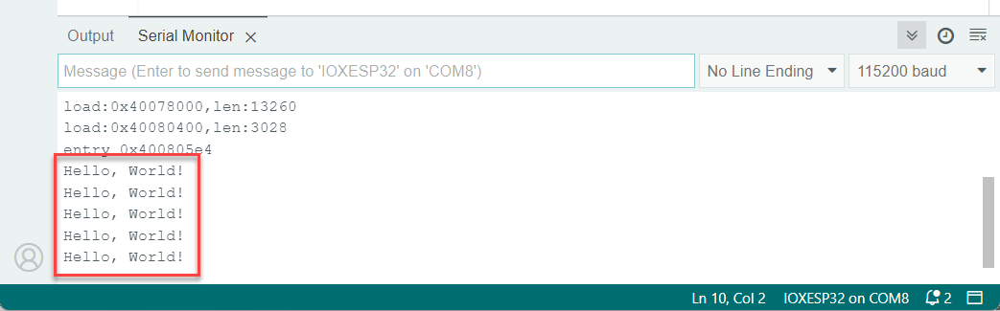 Output Serial Monitor
Message (Enter to send message to 'IOXESP32' on 'COM8') No Line Ending 115200 baud
load:0x40078000,len:13260
load:0x40080400,len:3028
entry 0x400805e4
Hello, World!
Hello, World!
Hello, World!
Hello, World!
Hello, World!
Ln 10, Col 2 IOXESP32 on COM8 2